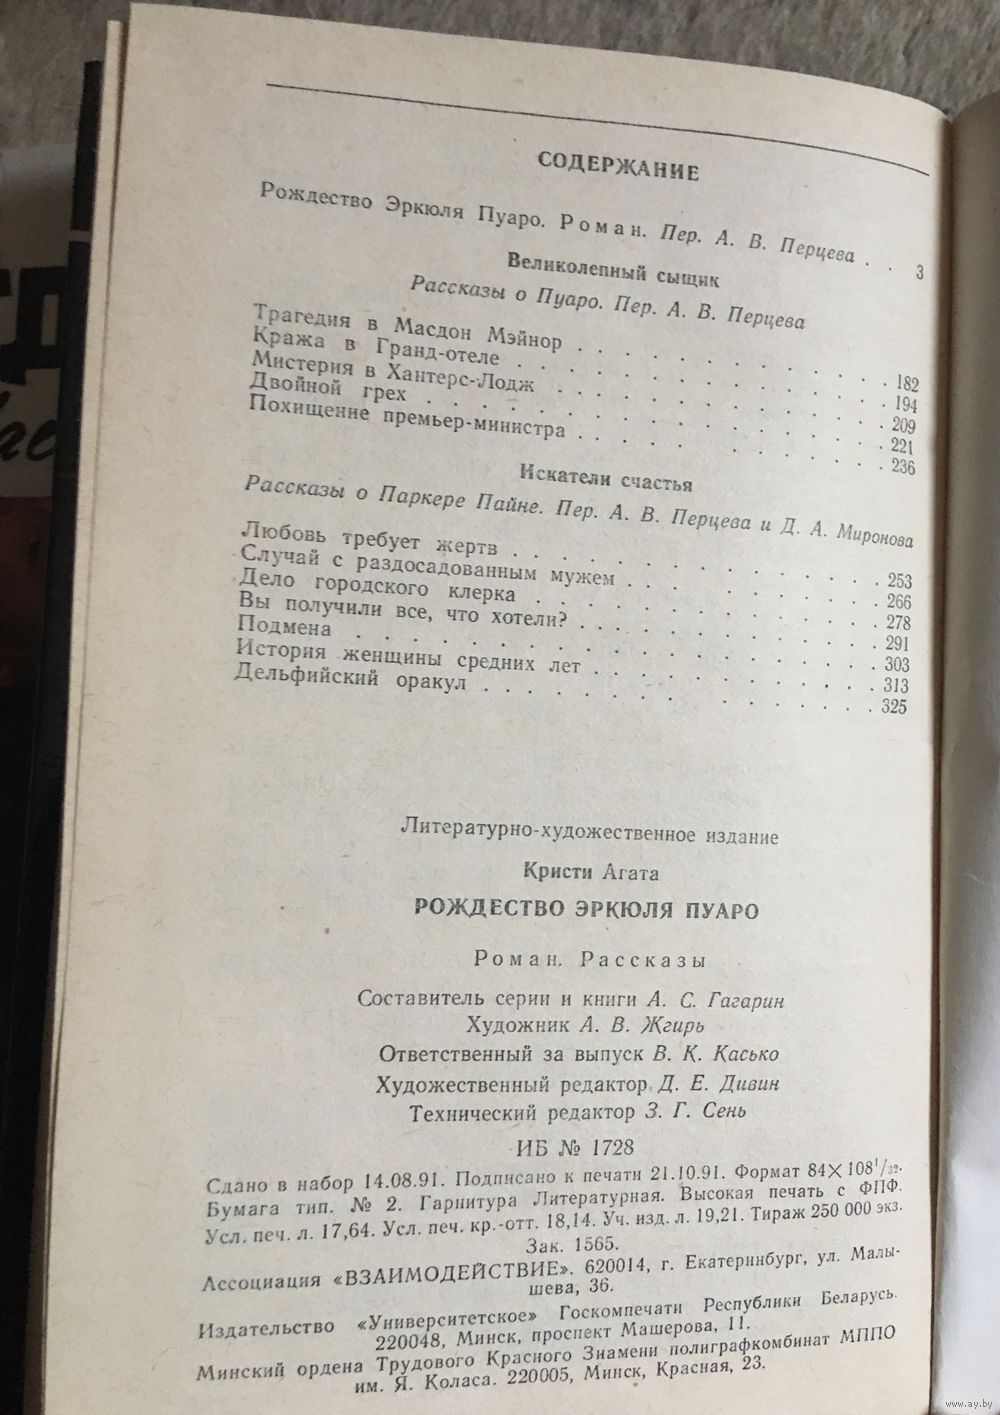 СОДЕРЖАНИЕ
Рождество Эркюля Пуаро. Роман. Пер. А. В. Перцева . . 3
Великолепный сыщик
Рассказы о Пуаро. Пер. А. В. Перцева
Трагедия в Масдон Мэйнор . . . . . . . . . . . 182
Кража в Гранд-отеле . . . . . . . . . . . . . 194
Мистерия в Хантерс-Лодж . . . . . . . . . . . 209
Двойной грех . . . . . . . . . . . . . . . . 221
Похищение премьер-министра . . . . . . . . . . 236
Искатели счастья
Рассказы о Паркере Пайне. Пер. А. В. Перцева и Д. А. Миронова
Любовь требует жертв . . . . . . . . . . . . . 253
Случай с раздосадованным мужем . . . . . . . . 266
Дело городского клерка . . . . . . . . . . . . 278
Вы получили все, что хотели? . . . . . . . . . . 291
Подмена . . . . . . . . . . . . . . . . . . 303
История женщины средних лет . . . . . . . . . . 313
Дельфийский оракул . . . . . . . . . . . . . 325
Литературно-художественное издание
Кристи Агата
РОЖДЕСТВО ЭРКЮЛЯ ПУАРО
Роман. Рассказы
Составитель серии и книги А. С. Гагарин
Художник А. В. Жгирь
Ответственный за выпуск В. К. Касько
Художественный редактор Д. Е. Дивин
Технический редактор З. Г. Сень
ИБ № 1728
Сдано в набор 14.08.91. Подписано к печати 21.10.91. Формат 84×108¹/₃₂.
Бумага тип. № 2. Гарнитура Литературная. Высокая печать с ФПФ.
Усл. печ. л. 17,64. Усл. печ. кр.-отт. 18,14. Уч. изд. л. 19,21. Тираж 250 000 экз.
Зак. 1565.
Ассоциация «ВЗАИМОДЕЙСТВИЕ». 620014, г. Екатеринбург, ул. Малы-
шева, 36.
Издательство «Университетское» Госкомпечати Республики Беларусь.
220048, Минск, проспект Машерова, 11.
Минский ордена Трудового Красного Знамени полиграфкомбинат МППО
им. Я. Коласа. 220005, Минск, Красная, 23.
www.ay.by